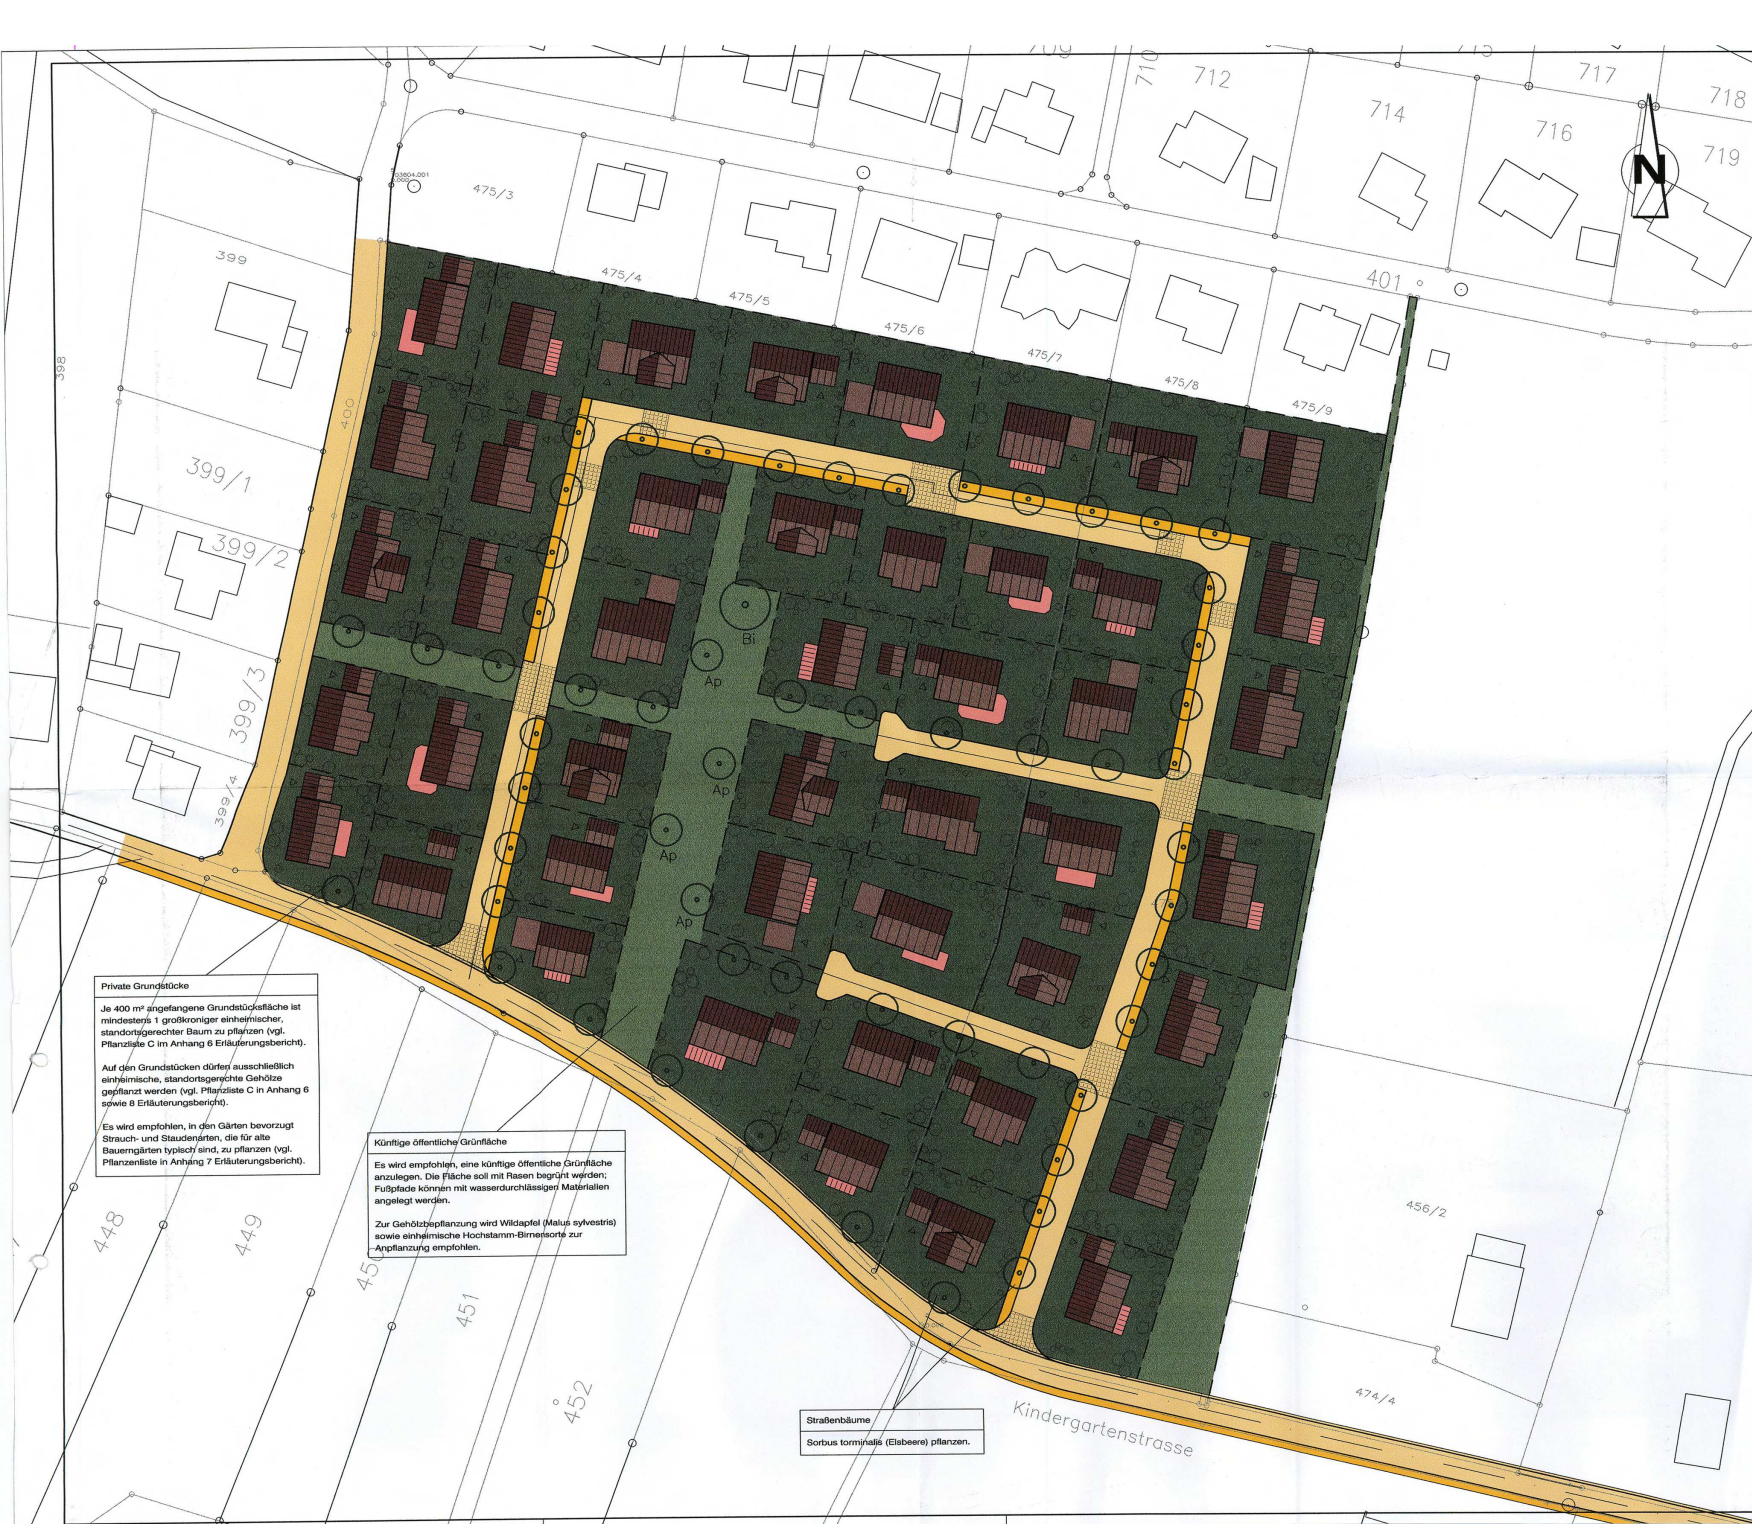 710
712
714
716
717
718
719
N
475/3
475/4
475/5
475/6
475/7
475/8
475/9
401
398
399
400
399/1
399/2
399/3
399/4
Bi
Ap
Ap
Ap
Ap
Private Grundstücke
Je 400 m² angefangene Grundstücksfläche ist
mindestens 1 großkroniger einheimischer,
standortsgerechter Baum zu pflanzen (vgl.
Pflanzliste C im Anhang 6 Erläuterungsbericht).
Auf den Grundstücken dürfen ausschließlich
einheimische, standortsgerechte Gehölze
gepflanzt werden (vgl. Pflanzliste C in Anhang 6
sowie 8 Erläuterungsbericht).
Es wird empfohlen, in den Gärten bevorzugt
Strauch- und Staudenarten, die für alte
Bauerngärten typisch sind, zu pflanzen (vgl.
Pflanzenliste in Anhang 7 Erläuterungsbericht).
Künftige öffentliche Grünfläche
Es wird empfohlen, eine künftige öffentliche Grünfläche
anzulegen. Die Fläche soll mit Rasen begrünt werden;
Fußpfade können mit wasserdurchlässigen Materialien
angelegt werden.
Zur Gehölzbepflanzung wird Wildapfel (Malus sylvestris)
sowie einheimische Hochstamm-Birnensorte zur
Anpflanzung empfohlen.
448
449
451
452
456/2
474/4
Straßenbäume
Sorbus torminalis (Elsbeere) pflanzen.
Kindergartenstrasse